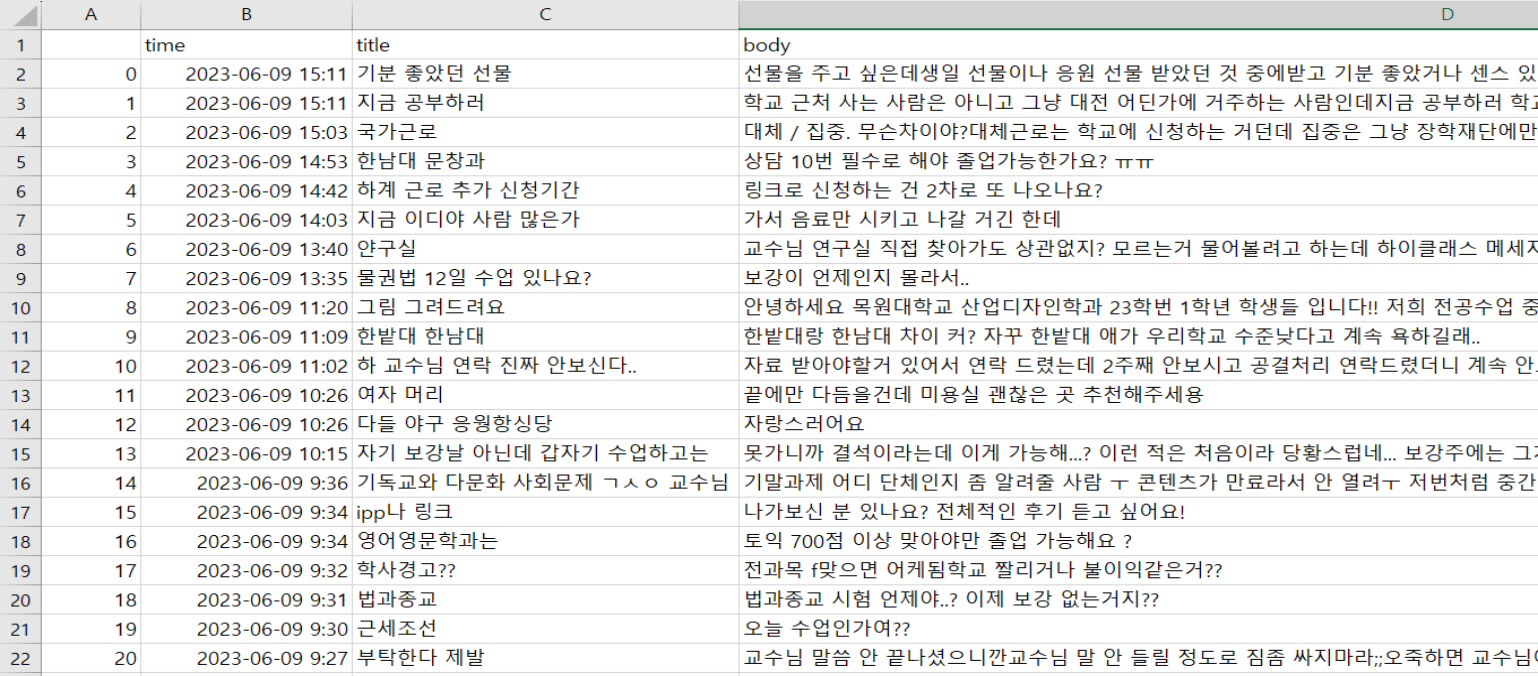 A B C D
1 time title body
2 0 2023-06-09 15:11 기분 좋았던 선물 선물을 주고 싶은데생일 선물이나 응원 선물 받았던 것 중에받고 기분 좋았거나 센스 있
3 1 2023-06-09 15:11 지금 공부하러 학교 근처 사는 사람은 아니고 그냥 대전 어딘가에 거주하는 사람인데지금 공부하러 학교
4 2 2023-06-09 15:03 국가근로 대체 / 집중. 무슨차이야?대체근로는 학교에 신청하는 거던데 집중은 그냥 장학재단에만
5 3 2023-06-09 14:53 한남대 문창과 상담 10번 필수로 해야 졸업가능한가요? ㅠㅠ
6 4 2023-06-09 14:42 하계 근로 추가 신청기간 링크로 신청하는 건 2차로 또 나오나요?
7 5 2023-06-09 14:03 지금 이디야 사람 많은가 가서 음료만 시키고 나갈 거긴 한데
8 6 2023-06-09 13:40 얀구실 교수님 연구실 직접 찾아가도 상관없지? 모르는거 물어볼려고 하는데 하이클래스 메세지
9 7 2023-06-09 13:35 물권법 12일 수업 있나요? 보강이 언제인지 몰라서..
10 8 2023-06-09 11:20 그림 그려드려요 안녕하세요 목원대학교 산업디자인학과 23학번 1학년 학생들 입니다!! 저희 전공수업 중
11 9 2023-06-09 11:09 한밭대 한남대 한밭대랑 한남대 차이 커? 자꾸 한밭대 애가 우리학교 수준낮다고 계속 욕하길래..
12 10 2023-06-09 11:02 하 교수님 연락 진짜 안보신다.. 자료 받아야할거 있어서 연락 드렸는데 2주째 안보시고 공결처리 연락드렸더니 계속 안
13 11 2023-06-09 10:26 여자 머리 끝에만 다듬을건데 미용실 괜찮은 곳 추천해주세용
14 12 2023-06-09 10:26 다들 야구 응웡항싱당 자랑스러어요
15 13 2023-06-09 10:15 자기 보강날 아닌데 갑자기 수업하고는 못가니까 결석이라는데 이게 가능해...? 이런 적은 처음이라 당황스럽네... 보강주에는
16 14 2023-06-09 9:36 기독교와 다문화 사회문제 ㄱㅅㅇ 교수님 기말과제 어디 단체인지 좀 알려줄 사람 ㅜ 콘텐츠가 만료라서 안 열려ㅜ 저번처럼 중간
17 15 2023-06-09 9:34 ipp나 링크 나가보신 분 있나요? 전체적인 후기 듣고 싶어요!
18 16 2023-06-09 9:34 영어영문학과는 토익 700점 이상 맞아야만 졸업 가능해요 ?
19 17 2023-06-09 9:32 학사경고?? 전과목 f맞으면 어케됨학교 짤리거나 불이익같은거??
20 18 2023-06-09 9:31 법과종교 법과종교 시험 언제야..? 이제 보강 없는거지??
21 19 2023-06-09 9:30 근세조선 오늘 수업인가여??
22 20 2023-06-09 9:27 부탁한다 제발 교수님 말씀 안 끝나셨으니깐교수님 말 안 들릴 정도로 짐좀 싸지마라;;오죽하면 교수님이